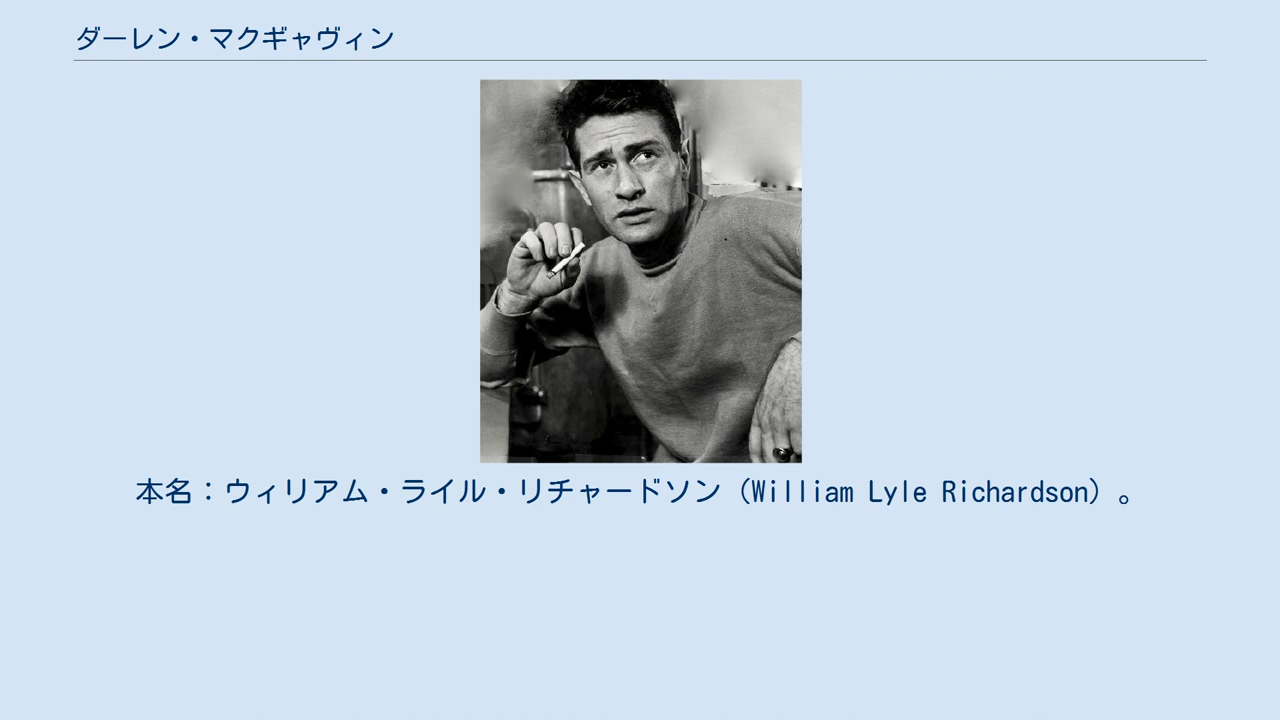 ダーレン・マクギャヴィン
本名：ウィリアム・ライル・リチャードソン（William Lyle Richardson）。